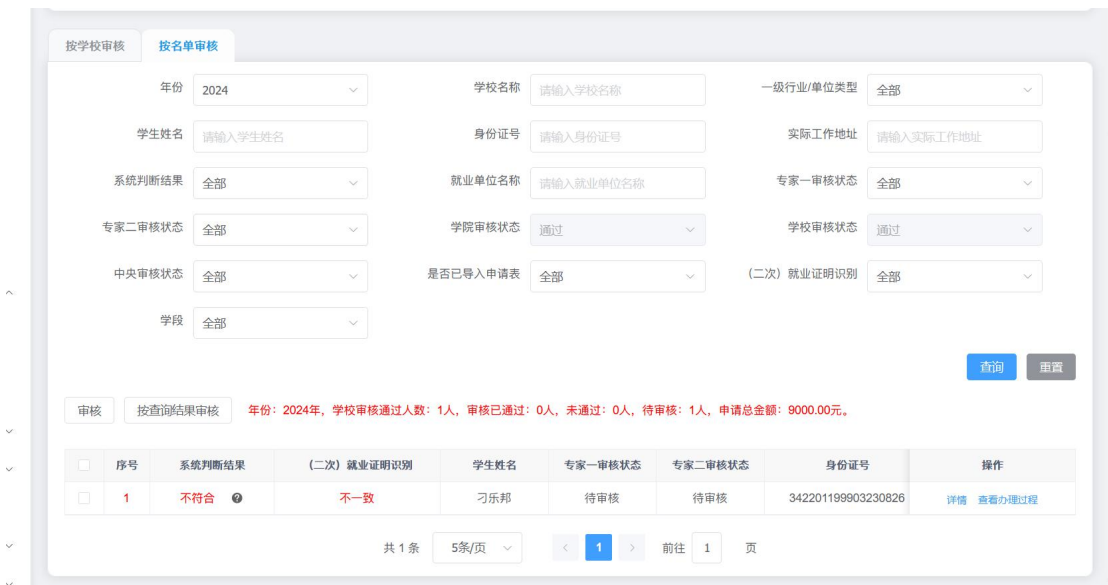 按学校审核 按名单审核
年份 2024 学校名称 请输入学校名称 一级行业/单位类型 全部
学生姓名 请输入学生姓名 身份证号 请输入身份证号 实际工作地址 请输入实际工作地址
系统判断结果 全部 就业单位名称 请输入就业单位名称 专家一审核状态 全部
专家二审核状态 全部 学院审核状态 通过 学校审核状态 通过
中央审核状态 全部 是否已导入申请表 全部 （二次）就业证明识别 全部
学段 全部
查询 重置
审核 按查询结果审核 年份：2024年，学校审核通过人数：1人，审核已通过：0人，未通过：0人，待审核：1人，申请总金额：9000.00元。
序号 系统判断结果 （二次）就业证明识别 学生姓名 专家一审核状态 专家二审核状态 身份证号 操作
1 不符合 ? 不一致 刁乐邦 待审核 待审核 342201199903230826 详情 查看办理过程
共 1 条 5条/页 < 1 > 前往 1 页